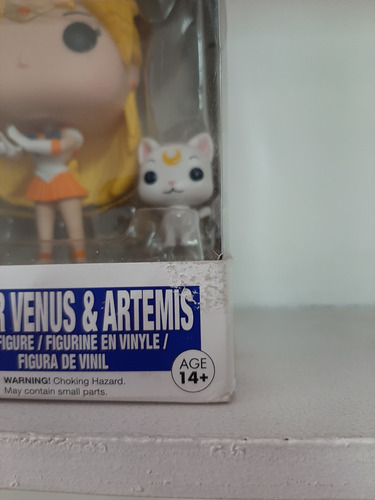 R VENUS & ARTEMIS
FIGURE / FIGURINE EN VINYLE /
FIGURA DE VINIL
AGE
14+
WARNING! Choking Hazard.
May contain small parts.